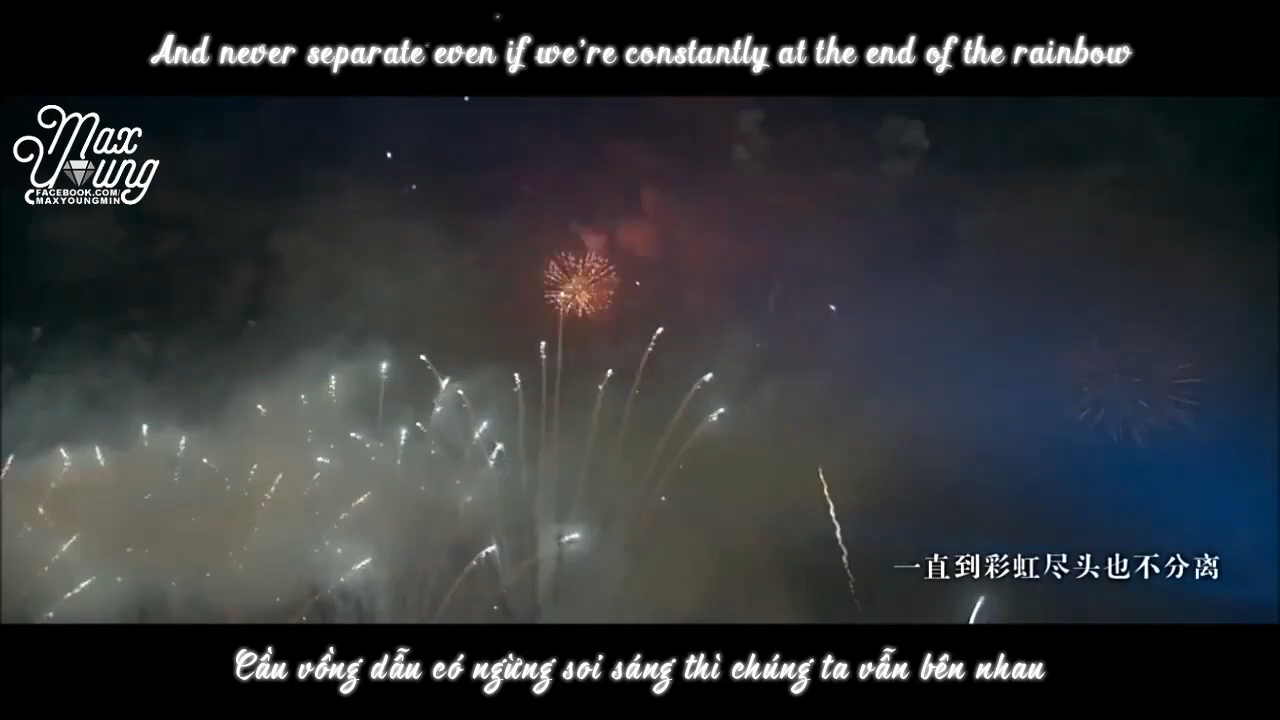 And never separate even if we're constantly at the end of the rainbow
Max
Young
FACEBOOK.COM/
MAXYOUNGMIN
一直到彩虹尽头也不分离
Cầu vồng dẫu có ngừng soi sáng thì chúng ta vẫn bên nhau